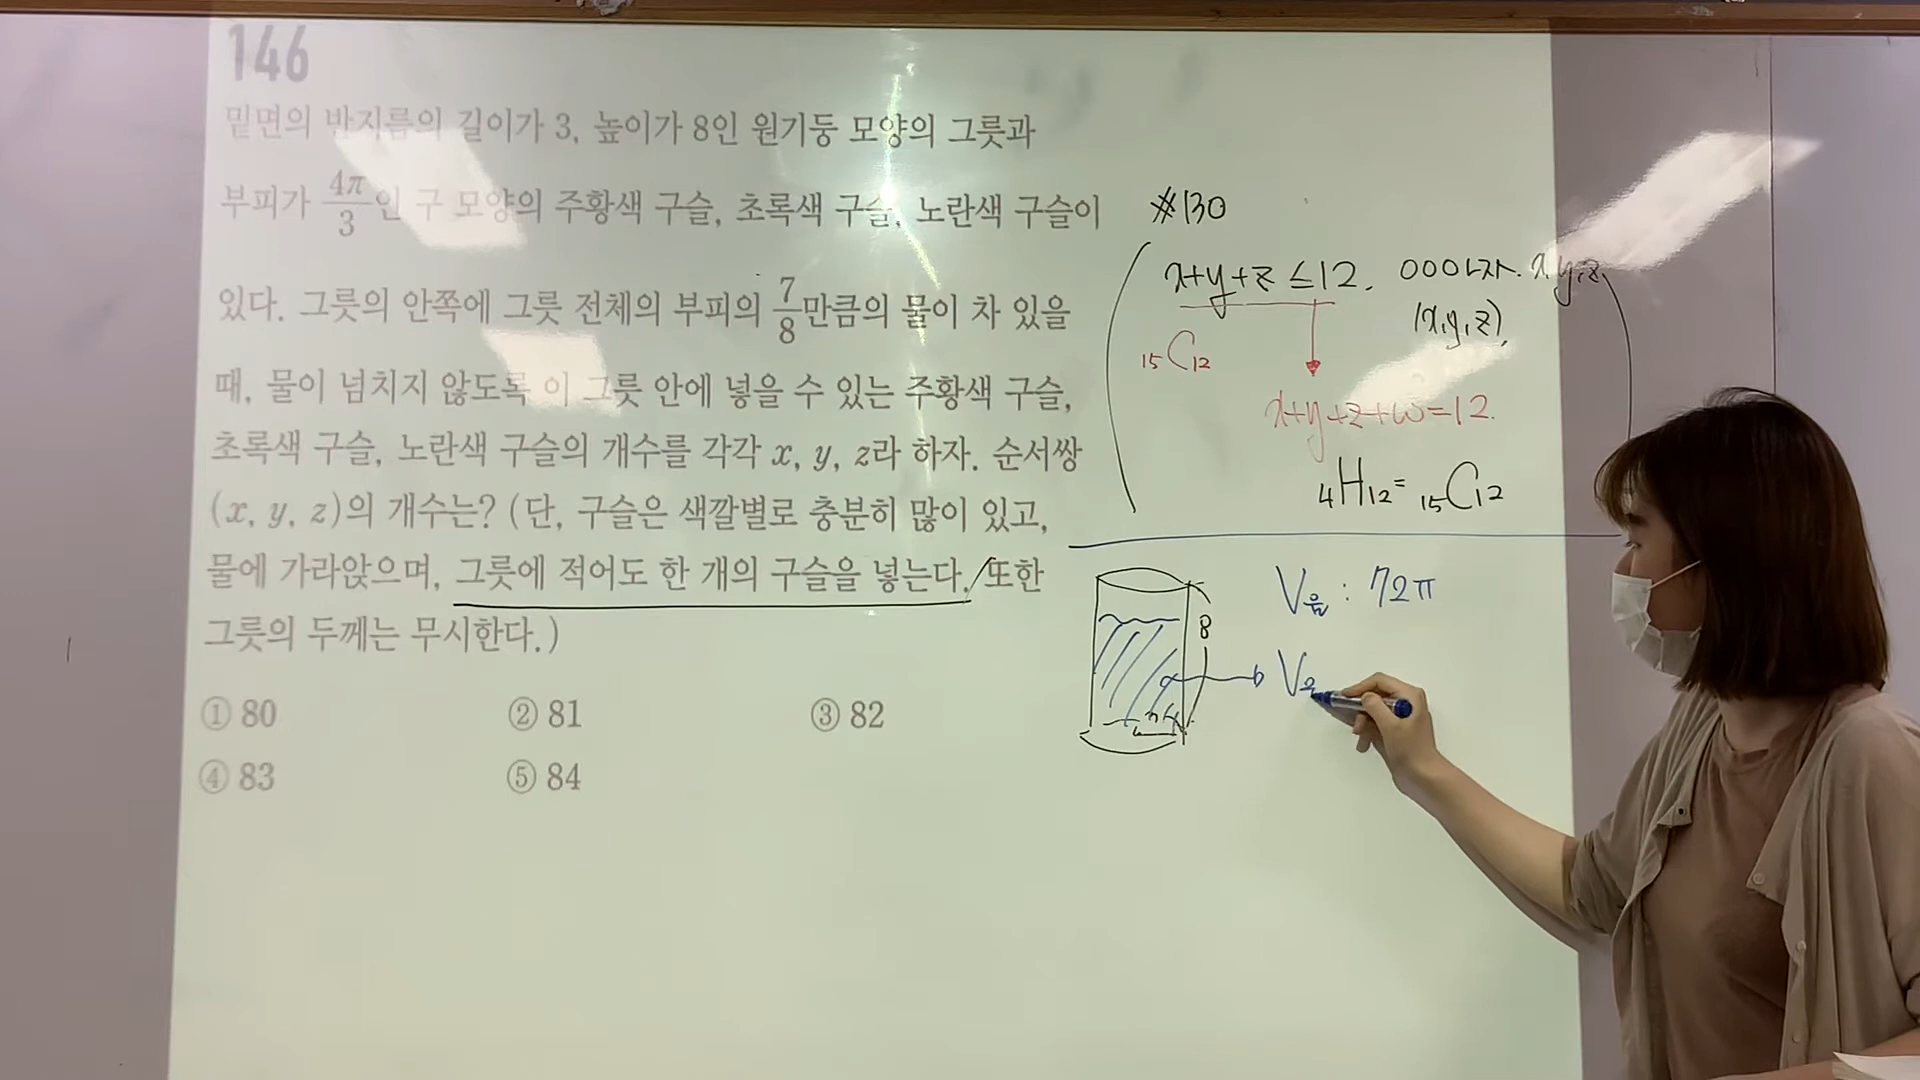 146
밑면의 반지름의 길이가 3, 높이가 8인 원기둥 모양의 그릇과
부피가 4π/3인 구 모양의 주황색 구슬, 초록색 구슬, 노란색 구슬이
있다. 그릇의 안쪽에 그릇 전체의 부피의 7/8만큼의 물이 차 있을
때, 물이 넘치지 않도록 이 그릇 안에 넣을 수 있는 주황색 구슬,
초록색 구슬, 노란색 구슬의 개수를 각각 x, y, z라 하자. 순서쌍
(x, y, z)의 개수는? (단, 구슬은 색깔별로 충분히 많이 있고,
물에 가라앉으며, 그릇에 적어도 한 개의 구슬을 넣는다. 또한
그릇의 두께는 무시한다.)
① 80
② 81
③ 82
④ 83
⑤ 84
#130
x+y+z≤12. x, y, z
(x, y, z),
₁₅C₁₂
x+y+z+w=12.
₄H₁₂=₁₅C₁₂
8
V : 72π
V